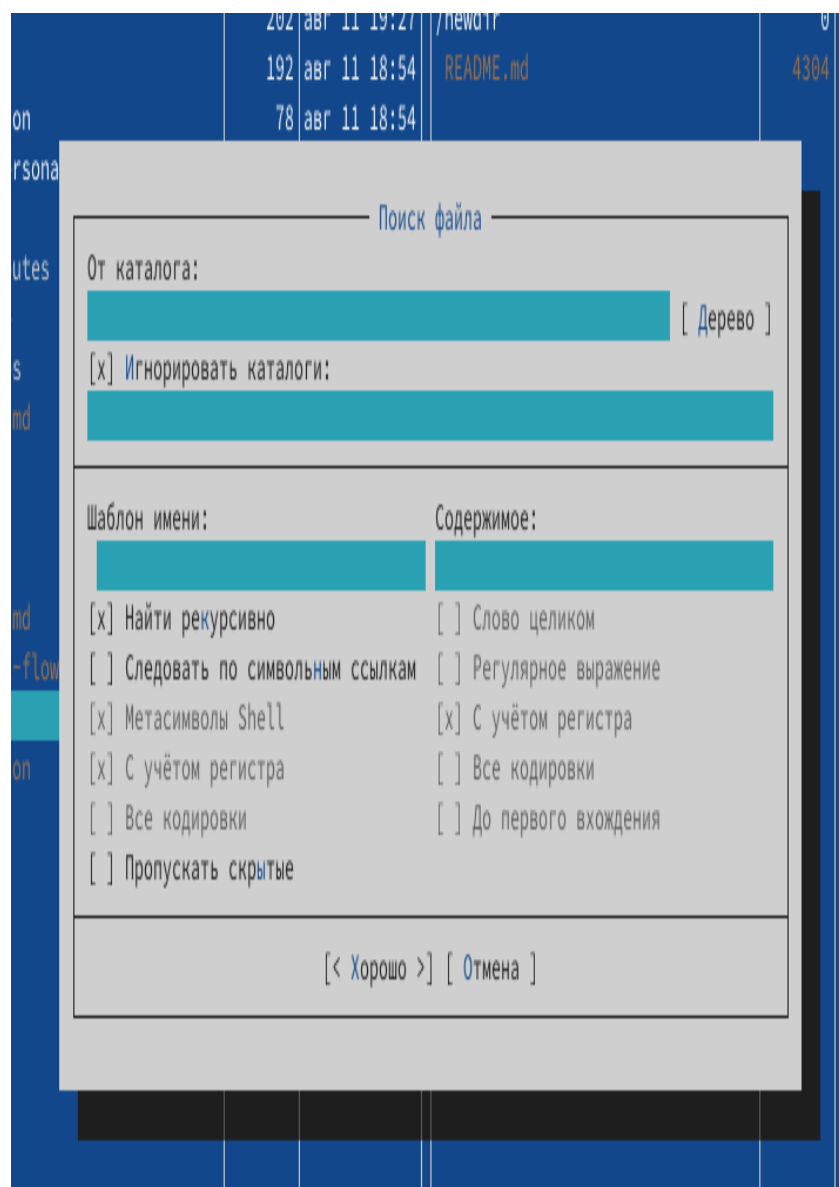 202 авг 11 19:27 /newdir 0
192 авг 11 18:54 README.md 4304
on 78 авг 11 18:54
rsona
Поиск файла
utes От каталога:
[ Дерево ]
s [x] Игнорировать каталоги:
md
Шаблон имени: Содержимое:
md [x] Найти рекурсивно [ ] Слово целиком
-flow [ ] Следовать по символьным ссылкам [ ] Регулярное выражение
[x] Метасимволы Shell [x] С учётом регистра
on [x] С учётом регистра [ ] Все кодировки
[ ] Все кодировки [ ] До первого вхождения
[ ] Пропускать скрытые
[< Хорошо >] [ Отмена ]